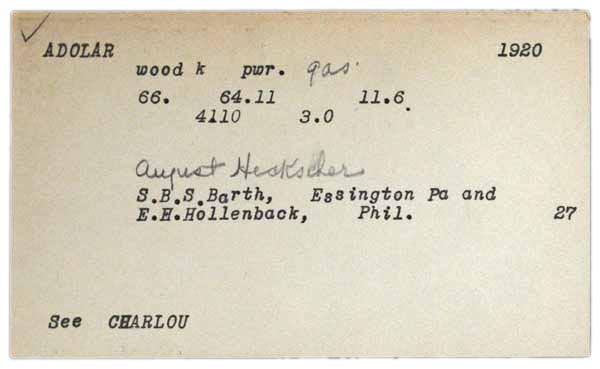 ADOLAR 1920
wood k pwr. gas.
66. 64.11 11.6.
4110 3.0
August Heckscher
S.B.S.Barth, Essington Pa and
E.H.Hollenback, Phil. 27
See CHARLOU